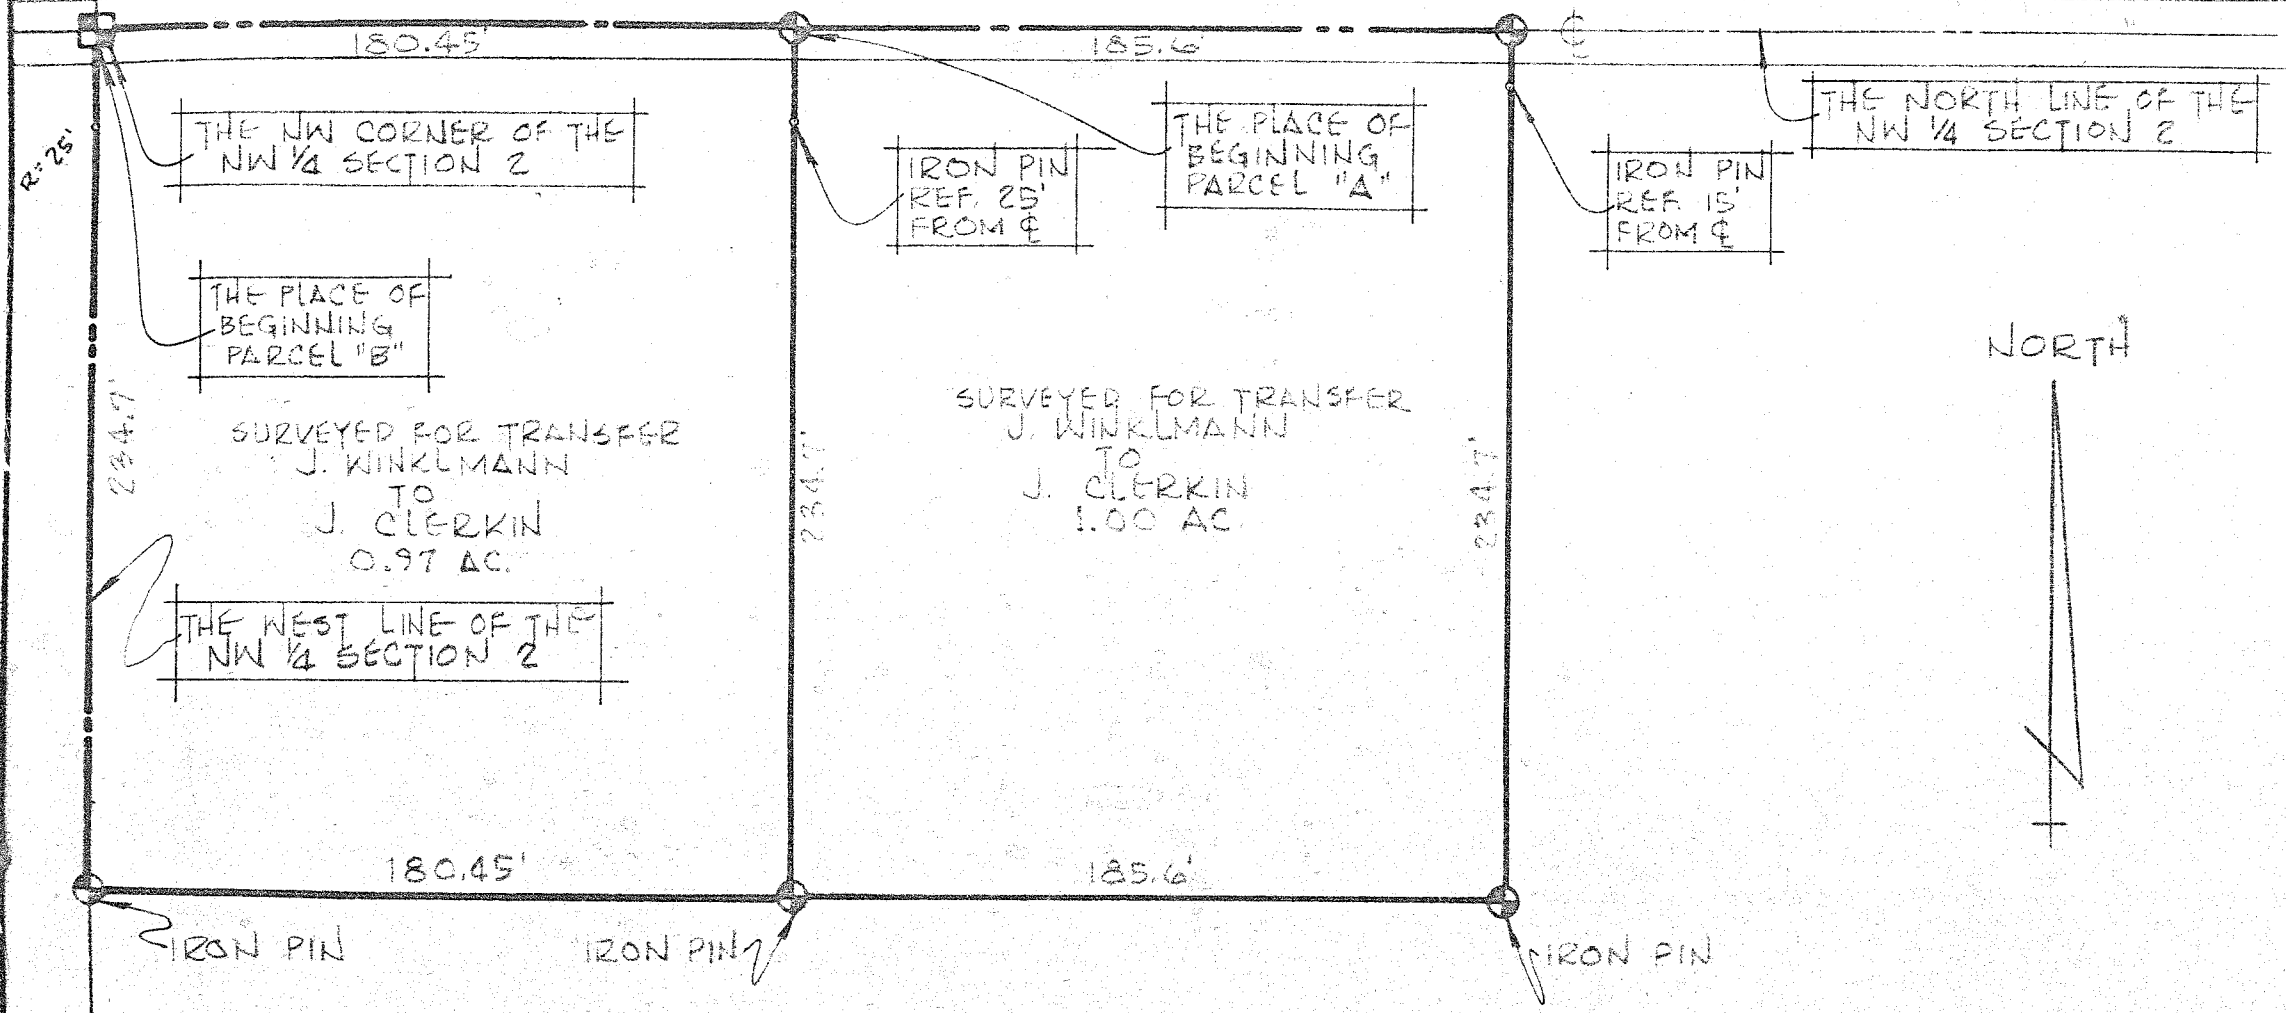 180.45'
185.6'
℄
THE NW CORNER OF THE
NW ¼ SECTION 2
R=25'
IRON PIN
REF. 25'
FROM ℄
THE PLACE OF
BEGINNING
PARCEL "A"
IRON PIN
REF. 15'
FROM ℄
THE NORTH LINE OF THE
NW ¼ SECTION 2
THE PLACE OF
BEGINNING
PARCEL "B"
NORTH
234.7'
SURVEYED FOR TRANSFER
J. WINKLMANN
TO
J. CLERKIN
0.97 AC.
234.7'
SURVEYED FOR TRANSFER
J. WINKLMANN
TO
J. CLERKIN
1.00 AC.
234.7'
THE WEST LINE OF THE
NW ¼ SECTION 2
180.45'
185.6'
IRON PIN
IRON PIN
IRON PIN